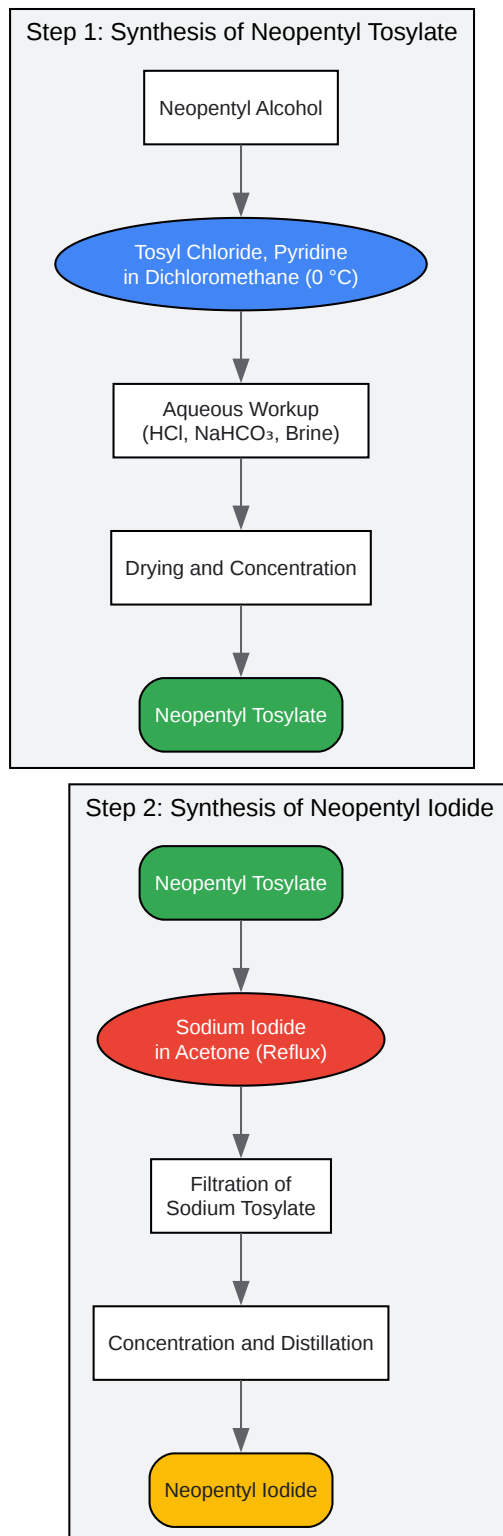 Step 1: Synthesis of Neopentyl Tosylate
Neopentyl Alcohol
Tosyl Chloride, Pyridine
in Dichloromethane (0 °C)
Aqueous Workup
(HCl, NaHCO₃, Brine)
Drying and Concentration
Neopentyl Tosylate
Step 2: Synthesis of Neopentyl Iodide
Neopentyl Tosylate
Sodium Iodide
in Acetone (Reflux)
Filtration of
Sodium Tosylate
Concentration and Distillation
Neopentyl Iodide